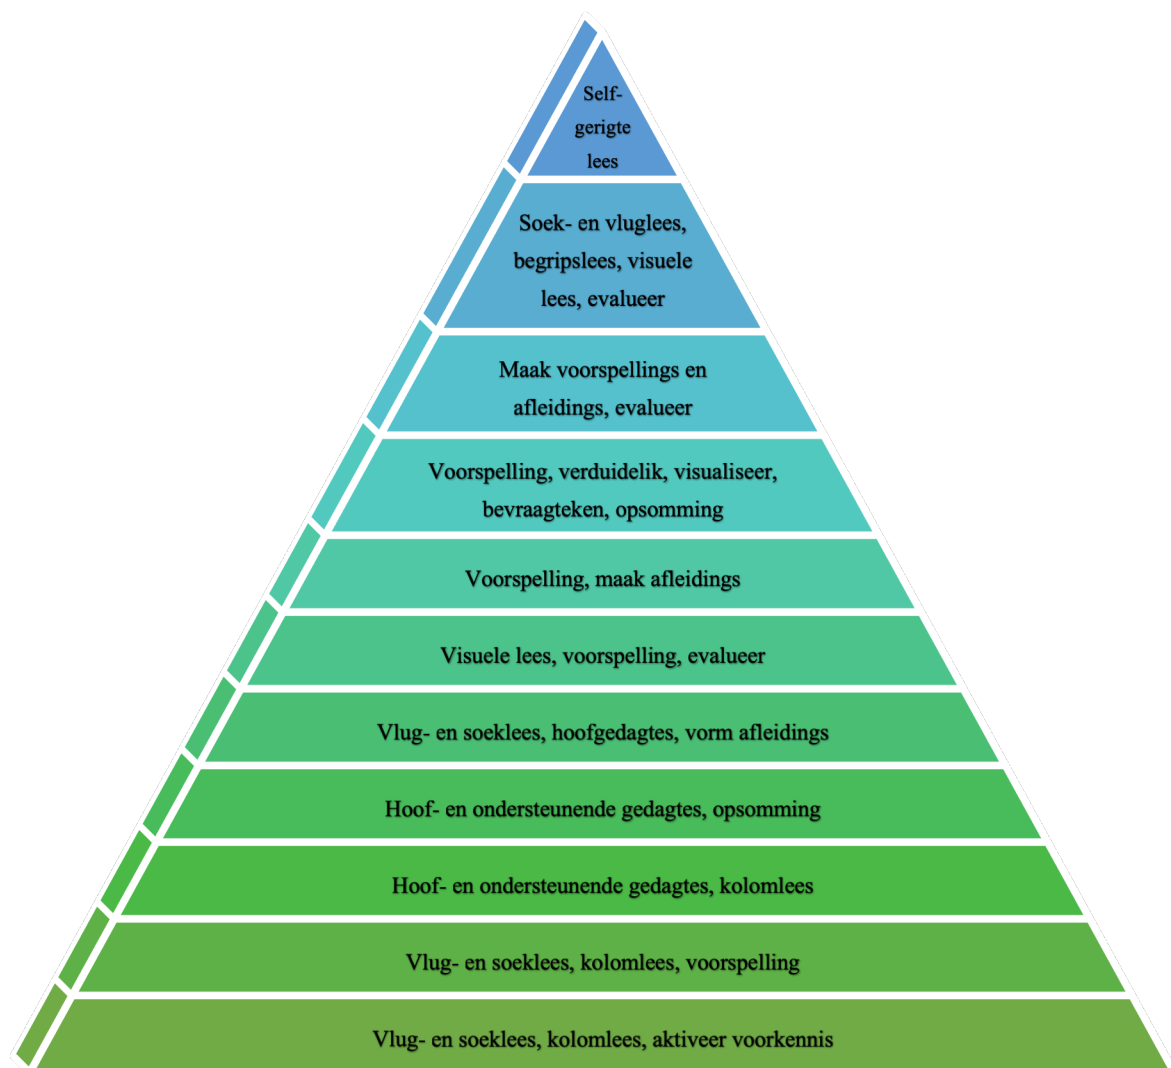 Self-
gerigte
lees
Soek- en vluglees,
begripslees, visuele
lees, evalueer
Maak voorspellings en
afleidings, evalueer
Voorspelling, verduidelik, visualiseer,
bevraagteken, opsomming
Voorspelling, maak afleidings
Visuele lees, voorspelling, evalueer
Vlug- en soeklees, hoofgedagtes, vorm afleidings
Hoof- en ondersteunende gedagtes, opsomming
Hoof- en ondersteunende gedagtes, kolomlees
Vlug- en soeklees, kolomlees, voorspelling
Vlug- en soeklees, kolomlees, aktiveer voorkennis